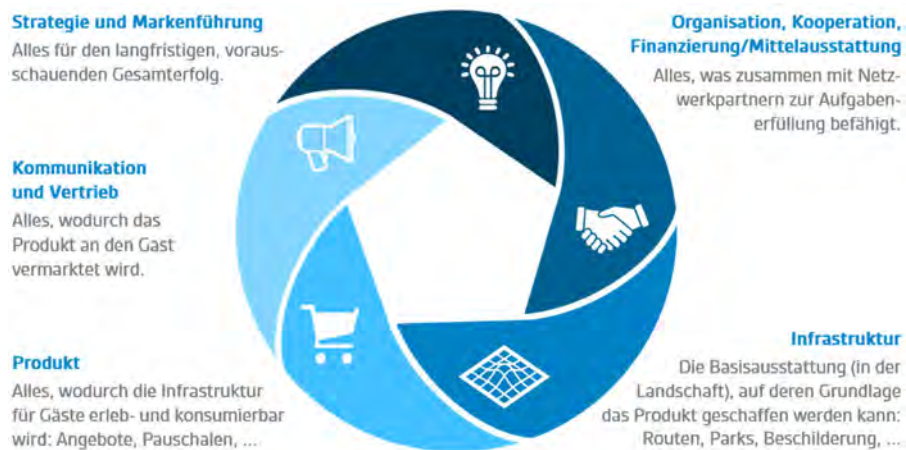 Strategie und Markenführung
Alles für den langfristigen, voraus-
schauenden Gesamterfolg.
Organisation, Kooperation,
Finanzierung/Mittelausstattung
Alles, was zusammen mit Netz-
werkpartnern zur Aufgaben-
erfüllung befähigt.
Kommunikation
und Vertrieb
Alles, wodurch das
Produkt an den Gast
vermarktet wird.
Produkt
Alles, wodurch die Infrastruktur
für Gäste erleb- und konsumierbar
wird: Angebote, Pauschalen, ...
Infrastruktur
Die Basisausstattung (in der
Landschaft), auf deren Grundlage
das Produkt geschaffen werden kann:
Routen, Parks, Beschilderung, ...